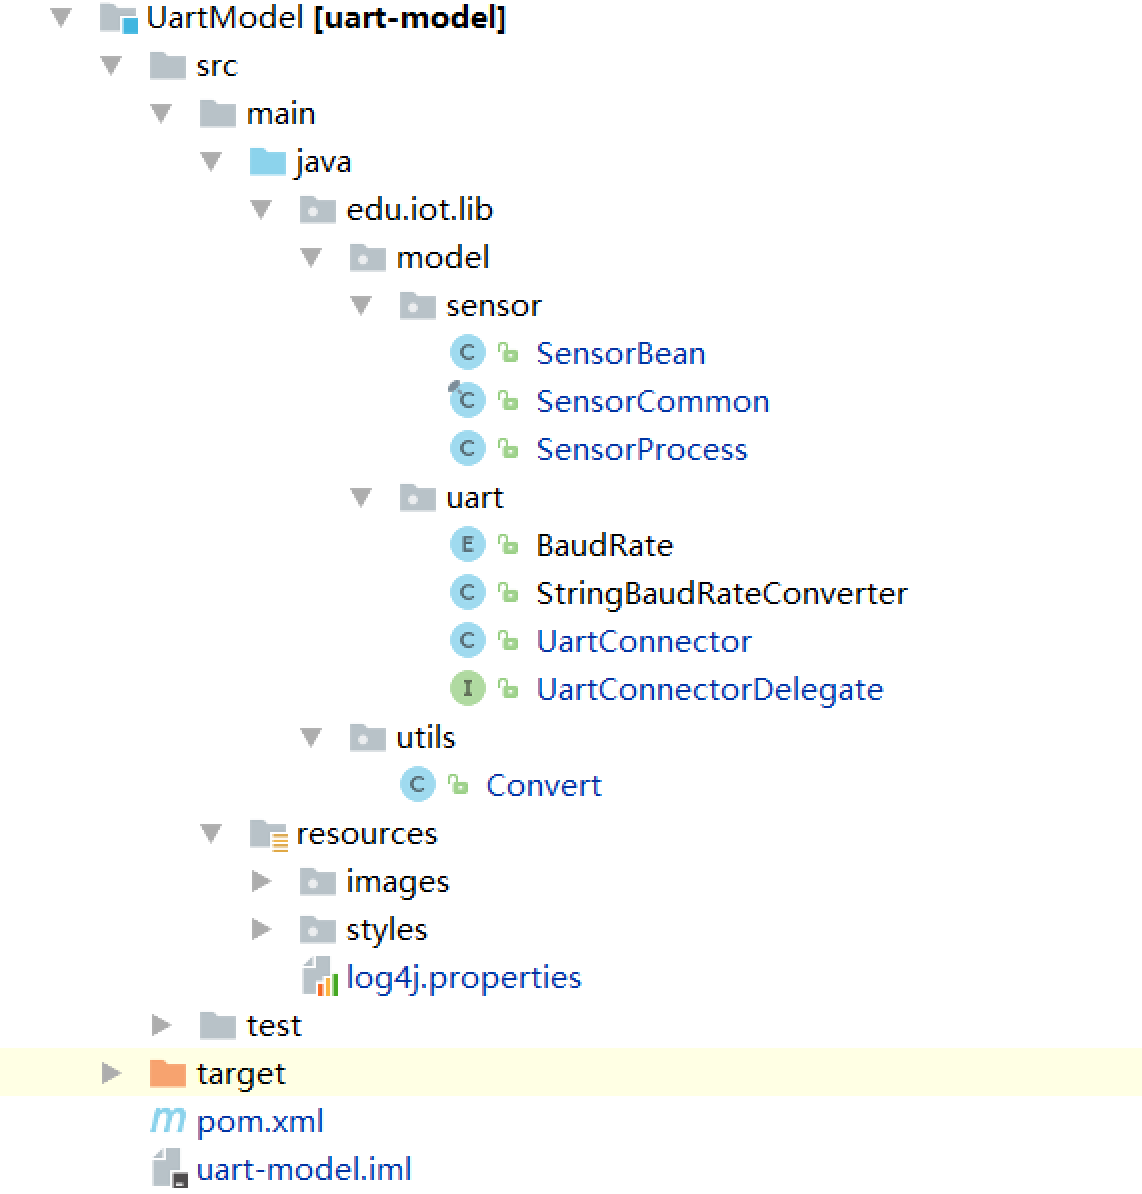 UartModel [uart-model]
src
main
java
edu.iot.lib
model
sensor
C SensorBean
C SensorCommon
C SensorProcess
uart
E BaudRate
C StringBaudRateConverter
C UartConnector
I UartConnectorDelegate
utils
C Convert
resources
images
styles
log4j.properties
test
target
m pom.xml
uart-model.iml